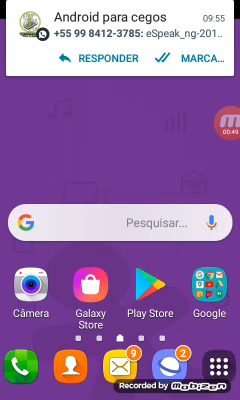 Android para cegos 09:55
+55 99 8412-3785: eSpeak_ng-201...
RESPONDER MARCA...
00:49
Pesquisar...
Câmera Galaxy Store Play Store Google
9 2
Recorded by Mobizen